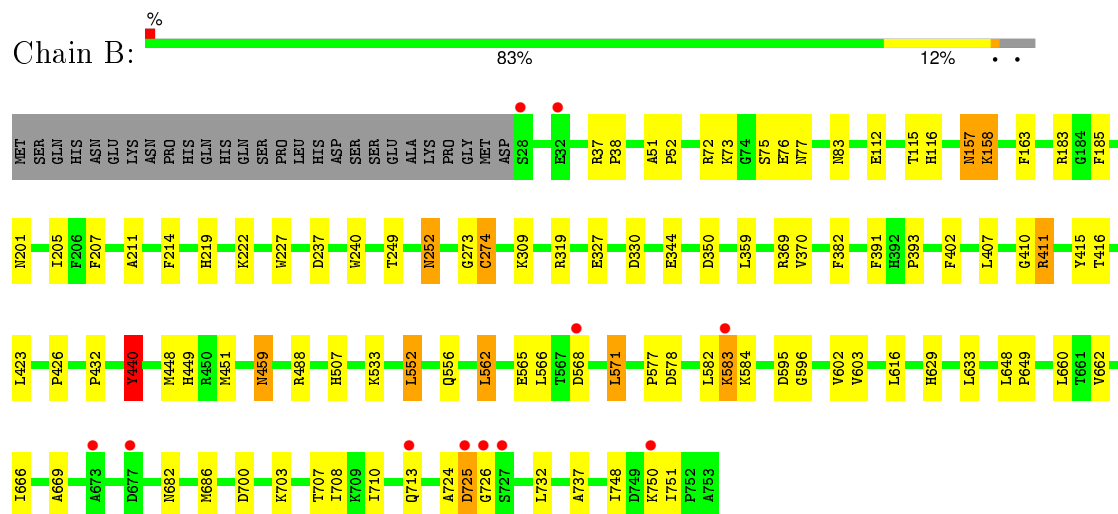 %
Chain B:
83% 12% • •
MET SER GLN HIS ASN GLU LYS ASN PRO HIS GLN HIS GLN SER PRO LEU HIS ASP SER SER GLU ALA LYS PRO GLY MET ASP S28 E32 R37 P38 A51 P52 R72 K73 G74 S75 E76 N77 N83 E112 T115 H116 N157 K158 F163 R183 G184 F185
N201 I205 F206 F207 A211 F214 H219 K222 W227 D237 W240 T249 N252 G273 C274 K309 R319 E327 D330 E344 D350 L359 R369 V370 F382 F391 H392 P393 F402 L407 G410 R411 Y415 T416
L423 P426 P432 Y440 M448 H449 R450 M451 N459 R488 H507 K533 L552 Q556 L562 E565 L566 T567 D568 L571 P577 D578 L582 K583 K584 D595 G596 V602 V603 L616 H629 L633 L648 P649 L660 T661 V662
I666 A669 A673 D677 N682 M686 D700 K703 T707 I708 K709 I710 Q713 A724 D725 G726 S727 L732 A737 I748 D749 K750 I751 P752 A753